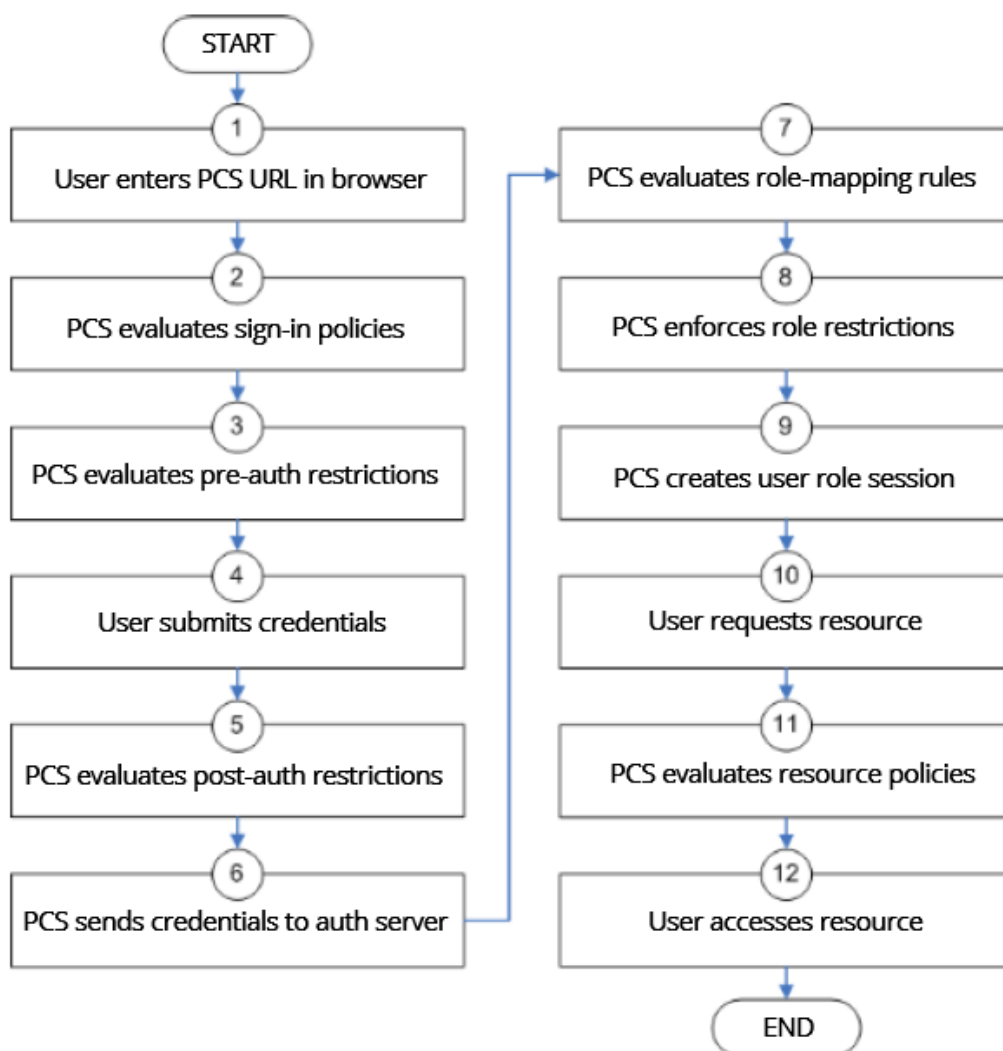 START
1
User enters PCS URL in browser
2
PCS evaluates sign-in policies
3
PCS evaluates pre-auth restrictions
4
User submits credentials
5
PCS evaluates post-auth restrictions
6
PCS sends credentials to auth server
7
PCS evaluates role-mapping rules
8
PCS enforces role restrictions
9
PCS creates user role session
10
User requests resource
11
PCS evaluates resource policies
12
User accesses resource
END